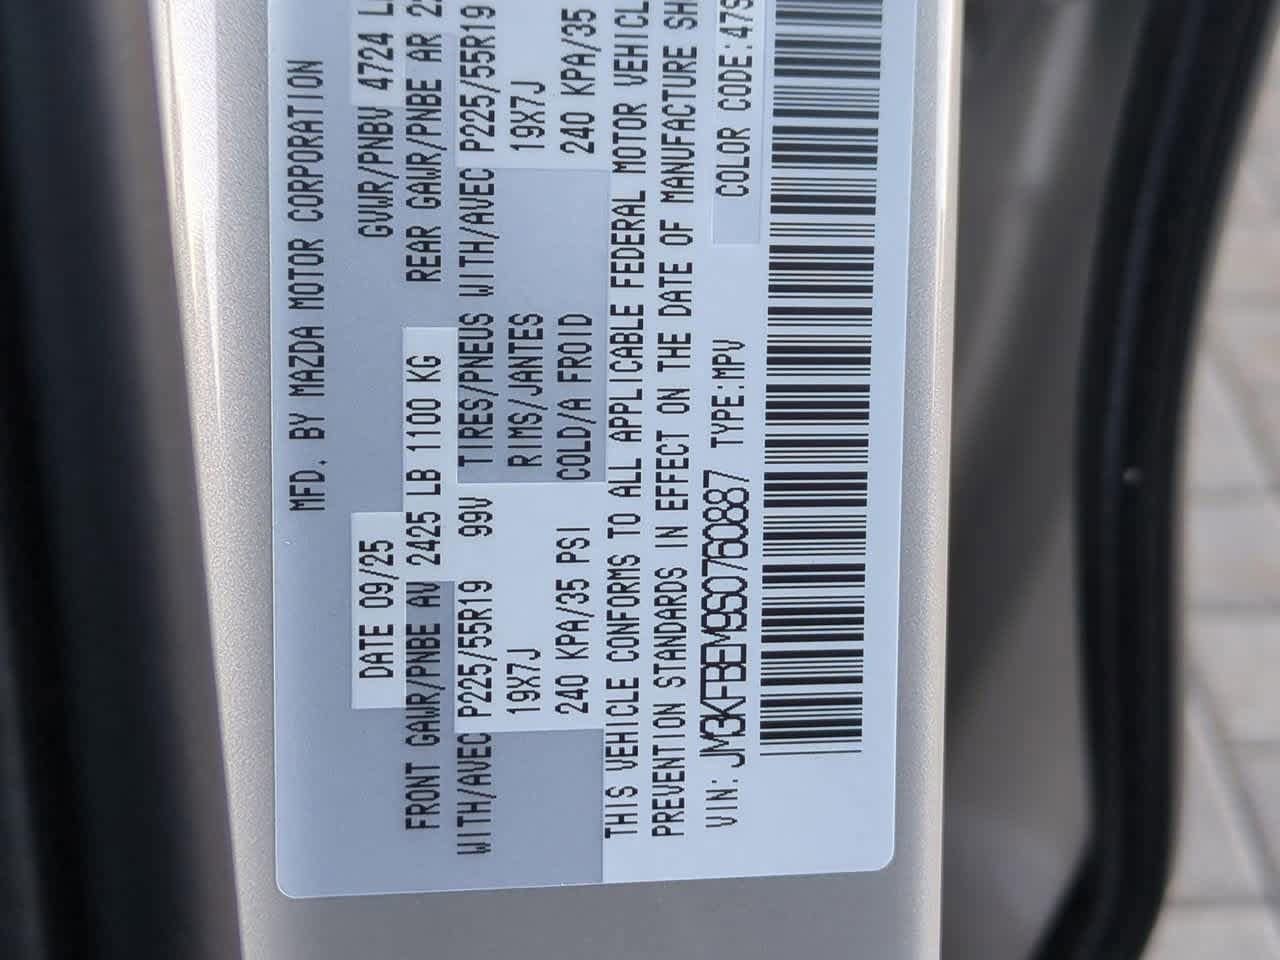 MFD. BY MAZDA MOTOR CORPORATION
DATE 09/25 GVWR/PNBV 4724
FRONT GAWR/PNBE AV 2425 LB 1100 KG REAR GAWR/PNBE AR
WITH/AVEC P225/55R19 99V TIRES/PNEUS WITH/AVEC P225/55R19
19X7J RIMS/JANTES 19X7J
240 KPA/35 PSI COLD/A FROID 240 KPA/35
THIS VEHICLE CONFORMS TO ALL APPLICABLE FEDERAL MOTOR VEHICL
PREVENTION STANDARDS IN EFFECT ON THE DATE OF MANUFACTURE SH
VIN: JM3KFBEM9S0760887 TYPE:MPV COLOR CODE:47S